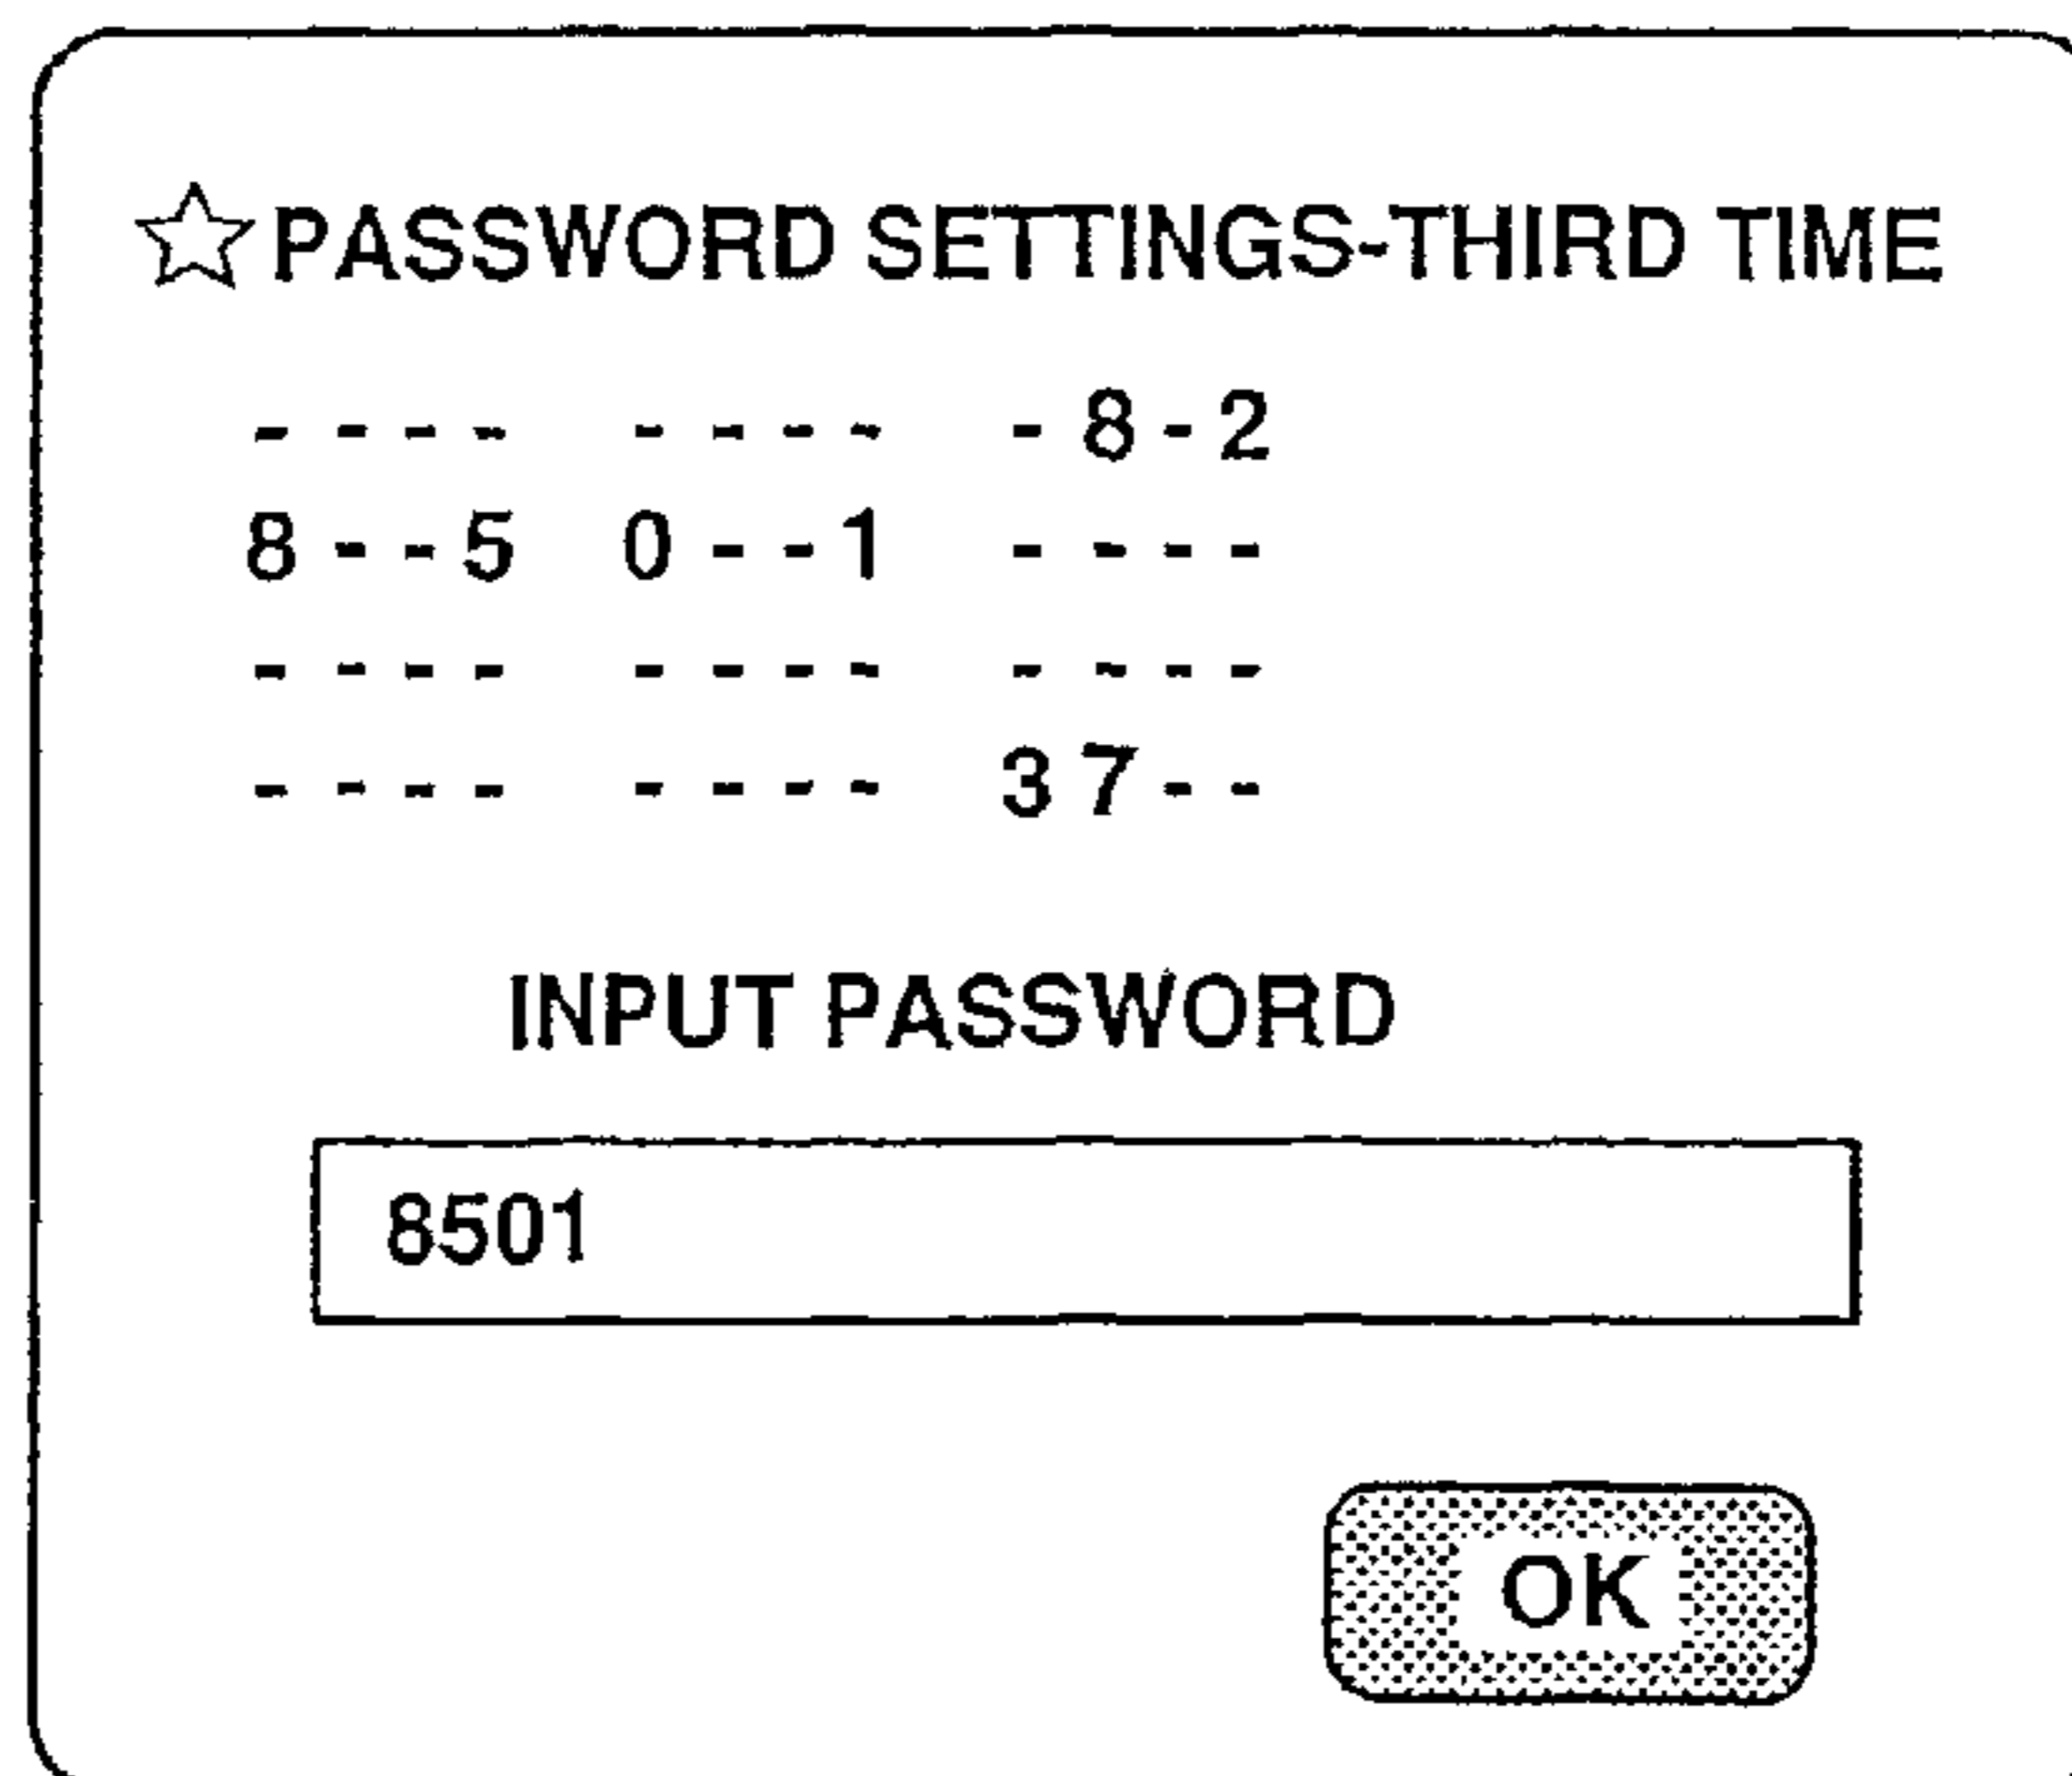 ☆PASSWORD SETTINGS-THIRD TIME
- - - - - - - - - 8 - 2
8 - - 5 0 - - 1 - - - -
- - - - - - - - - - - -
- - - - - - - - 3 7 - -
INPUT PASSWORD
8501
OK